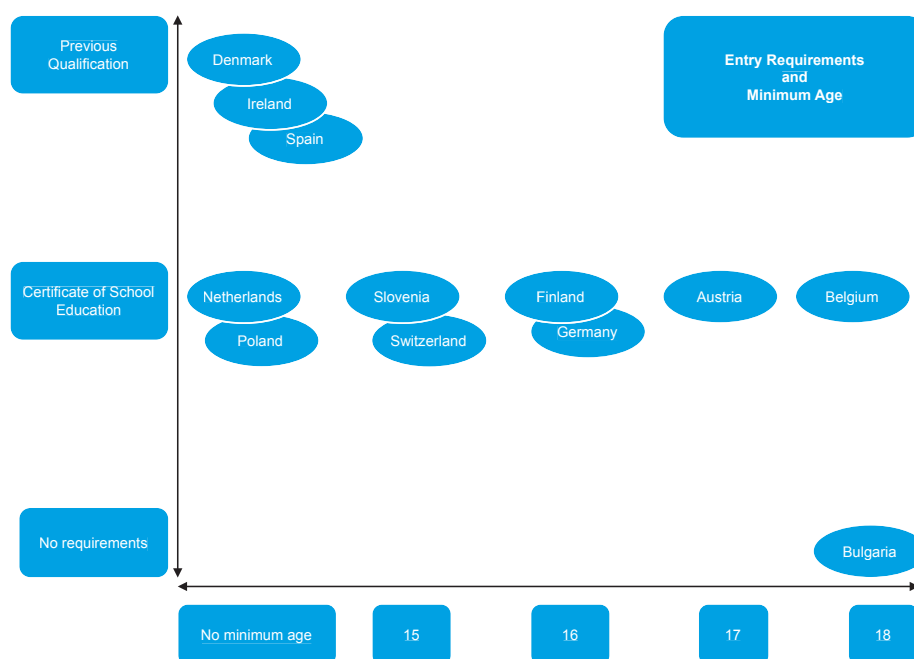 Previous
Qualification
Denmark
Entry Requirements
and
Minimum Age
Ireland
Spain
Certificate of School
Education
Netherlands
Slovenia
Finland
Austria
Belgium
Poland
Switzerland
Germany
No requirements
Bulgaria
No minimum age
15
16
17
18